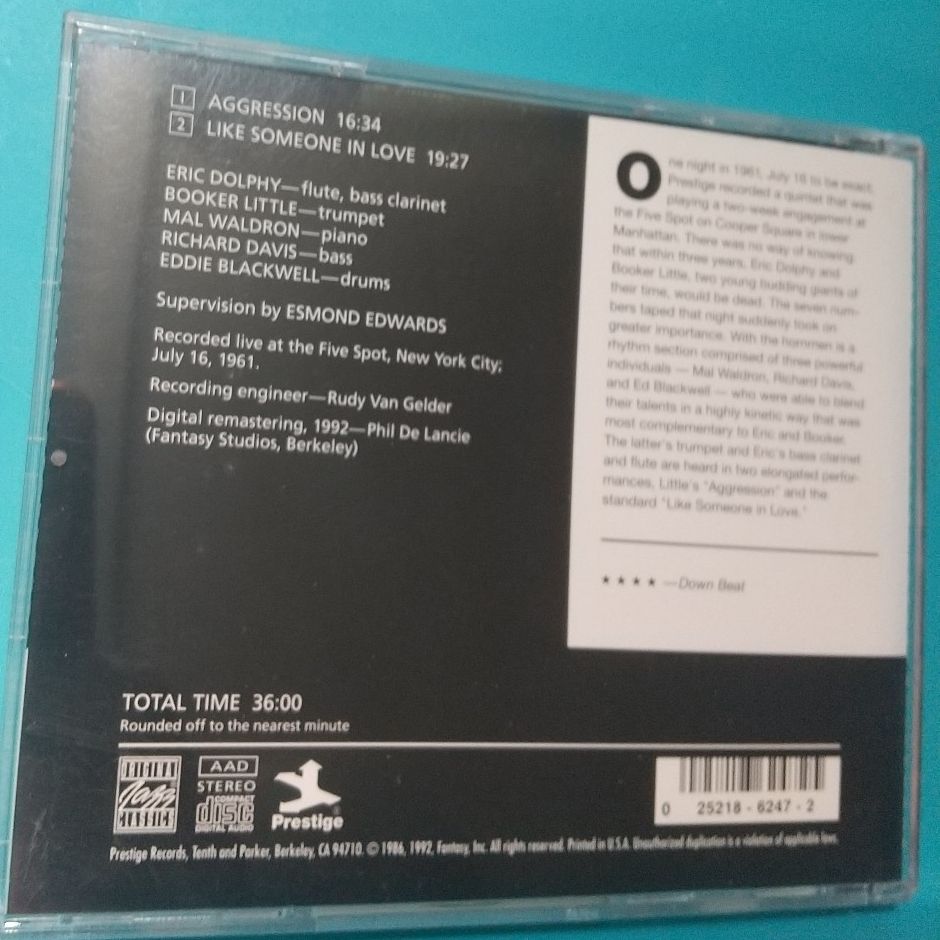 1 AGGRESSION 16:34
2 LIKE SOMEONE IN LOVE 19:27
ERIC DOLPHY—flute, bass clarinet
BOOKER LITTLE—trumpet
MAL WALDRON—piano
RICHARD DAVIS—bass
EDDIE BLACKWELL—drums
Supervision by ESMOND EDWARDS
Recorded live at the Five Spot, New York City;
July 16, 1961.
Recording engineer—Rudy Van Gelder
Digital remastering, 1992—Phil De Lancie
(Fantasy Studios, Berkeley)
One night in 1961, July 16 to be exact,
Prestige recorded a quintet that was
playing a two-week engagement at
the Five Spot on Cooper Square in lower
Manhattan. There was no way of knowing
that within three years, Eric Dolphy and
Booker Little, two young budding giants of
their time, would be dead. The seven num-
bers taped that night suddenly took on
greater importance. With the hornmen is a
rhythm section comprised of three powerful
individuals — Mal Waldron, Richard Davis,
and Ed Blackwell — who were able to blend
their talents in a highly kinetic way that was
most complementary to Eric and Booker.
The latter's trumpet and Eric's bass clarinet
and flute are heard in two elongated perfor-
mances, Little's "Aggression" and the
standard "Like Someone in Love."
★ ★ ★ ★ —Down Beat
TOTAL TIME 36:00
Rounded off to the nearest minute
ORIGINAL
Jazz
CLASSICS
AAD
STEREO
COMPACT
disc
DIGITAL AUDIO
Prestige
0 25218 - 6247 - 2
Prestige Records, Tenth and Parker, Berkeley, CA 94710. © 1986, 1992, Fantasy, Inc. All rights reserved. Printed in U.S.A. Unauthorized duplication is a violation of applicable laws.